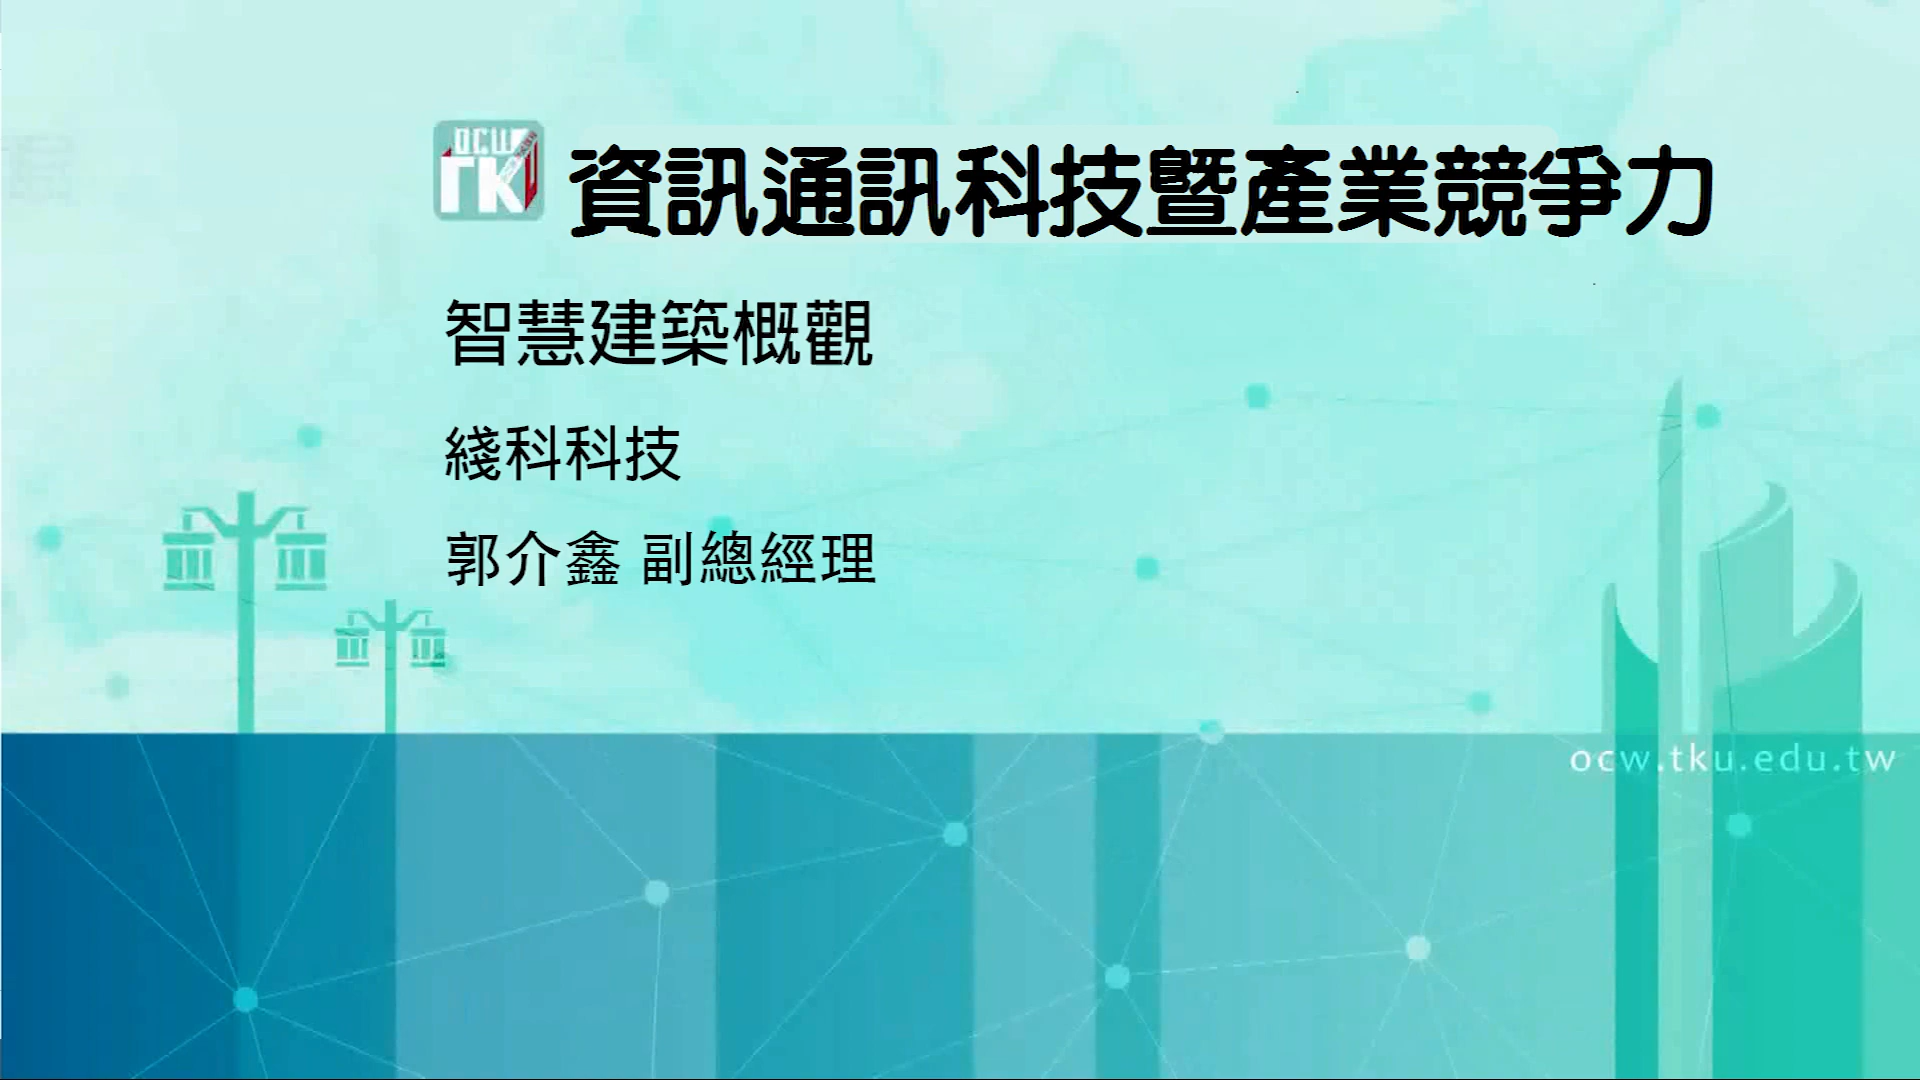 OCW
TKU
資訊通訊科技暨產業競爭力
智慧建築概觀
綫科科技
郭介鑫 副總經理
ocw.tku.edu.tw